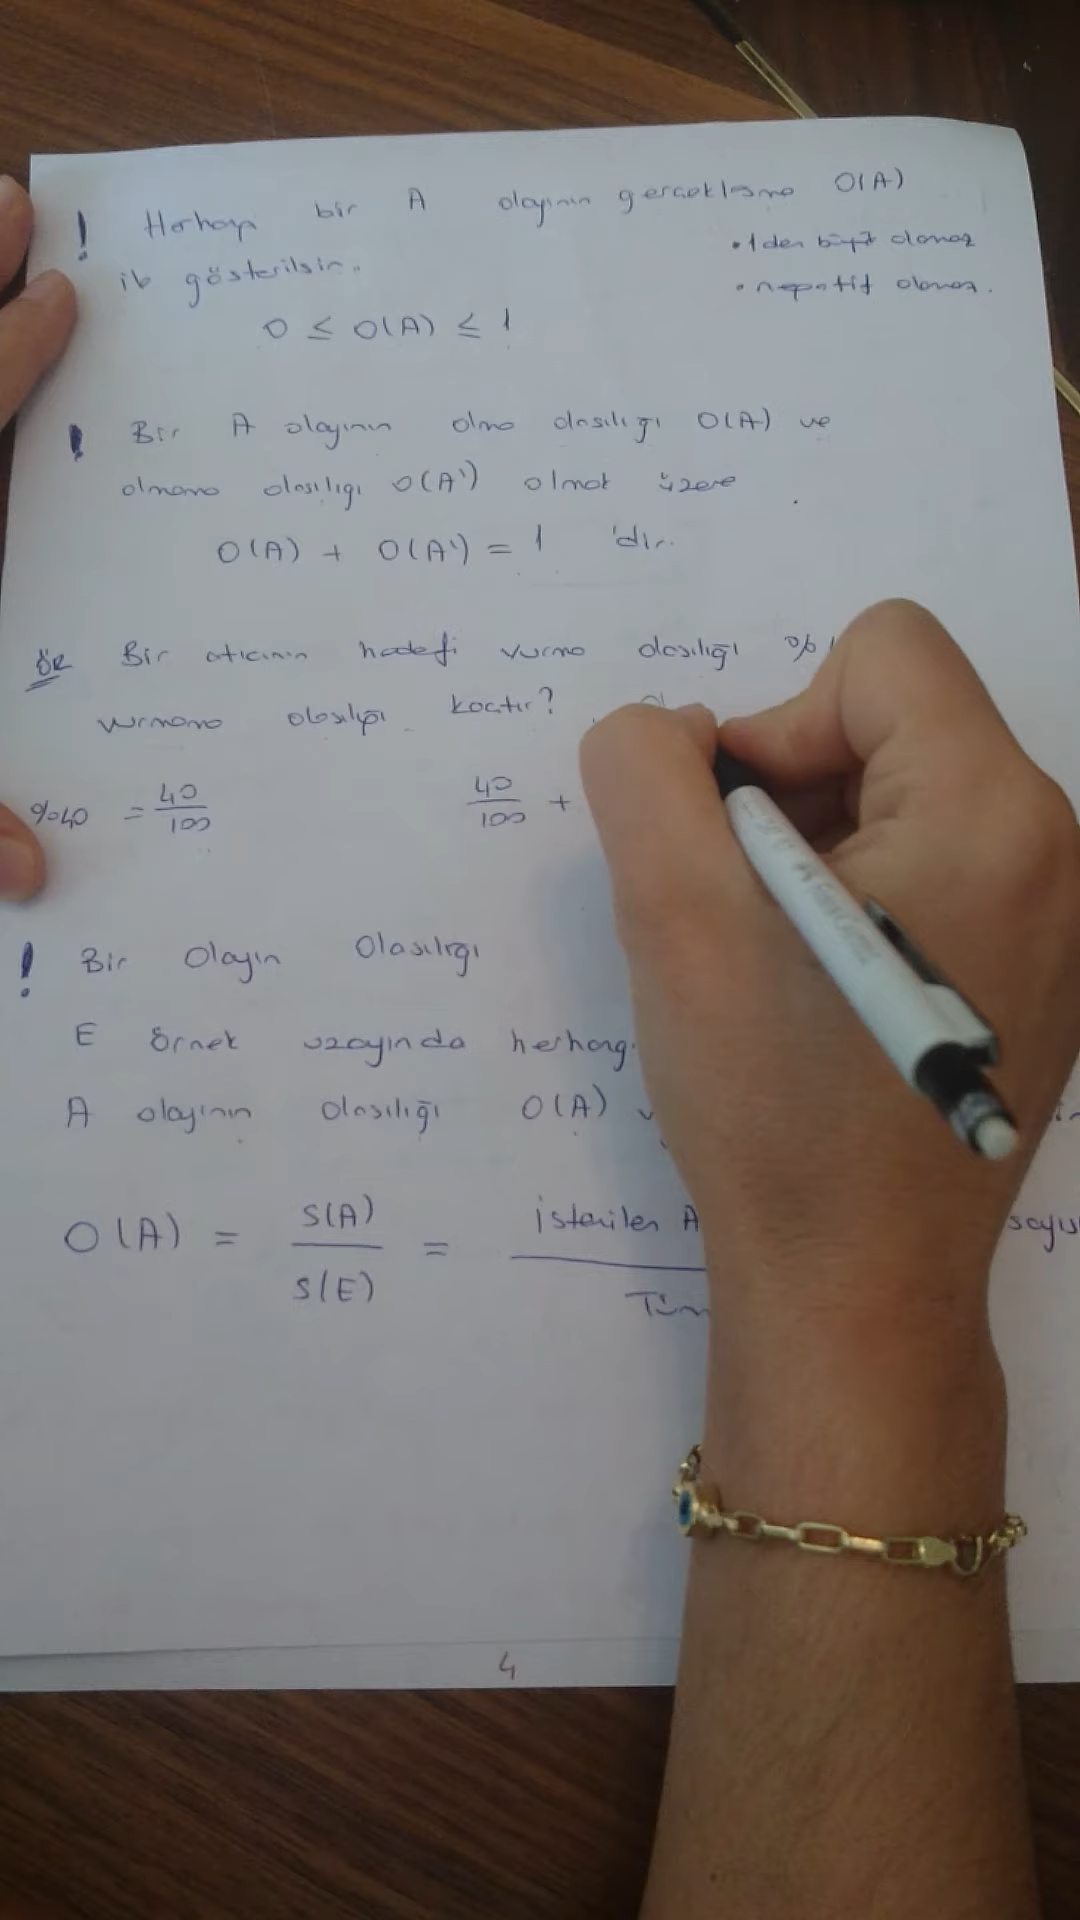 ! Herhangi bir A olayının gerçekleşme O(A)
ile gösterilsin.
• 1 den büyük olamaz
• negatif olamaz.
0 ≤ O(A) ≤ 1
! Bir A olayının olma olasılığı O(A) ve
olmama olasılığı O(A') olmak üzere
O(A) + O(A') = 1 'dir.
ÖR Bir atıcının hedefi vurma olasılığı %
vurmama olasılığı kaçtır?
%40 = 40/100
40/100 +
! Bir Olayın Olasılığı
E örnek uzayında
A olayının olasılığı O(A)
O(A) = s(A)/s(E) = İstenilen A
Tüm
4